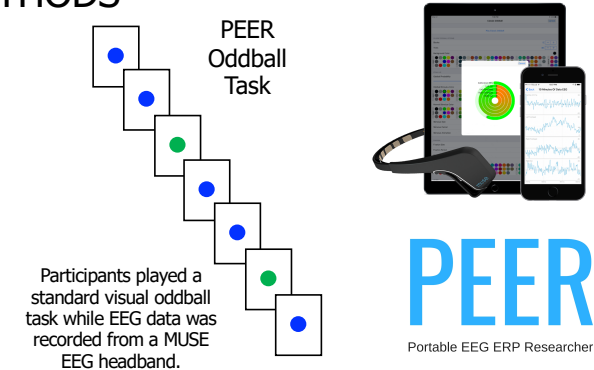 METHODS
PEER
Oddball
Task
Participants played a
standard visual oddball
task while EEG data was
recorded from a MUSE
EEG headband.
PEER
Portable EEG ERP Researcher